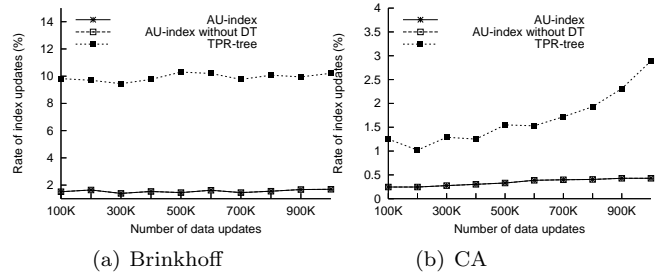 AU-index
AU-index without DT
TPR-tree
14
12
10
8
6
4
2
Rate of index updates (%)
100K 300K 500K 700K 900K
Number of data updates
(a) Brinkhoff
AU-index
AU-index without DT
TPR-tree
4
3.5
3
2.5
2
1.5
1
0.5
0
Rate of index updates (%)
100K 300K 500K 700K 900K
Number of data updates
(b) CA